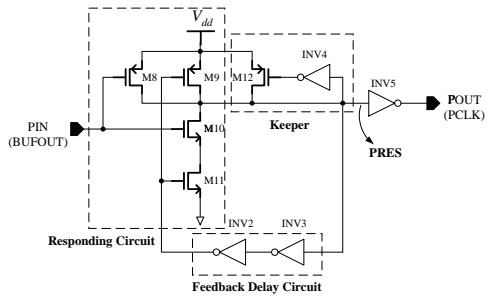 Vdd
INV4
M8
M9
M12
INV5
POUT
(PCLK)
PIN
(BUFOUT)
M10
Keeper
PRES
M11
INV2
INV3
Responding Circuit
Feedback Delay Circuit